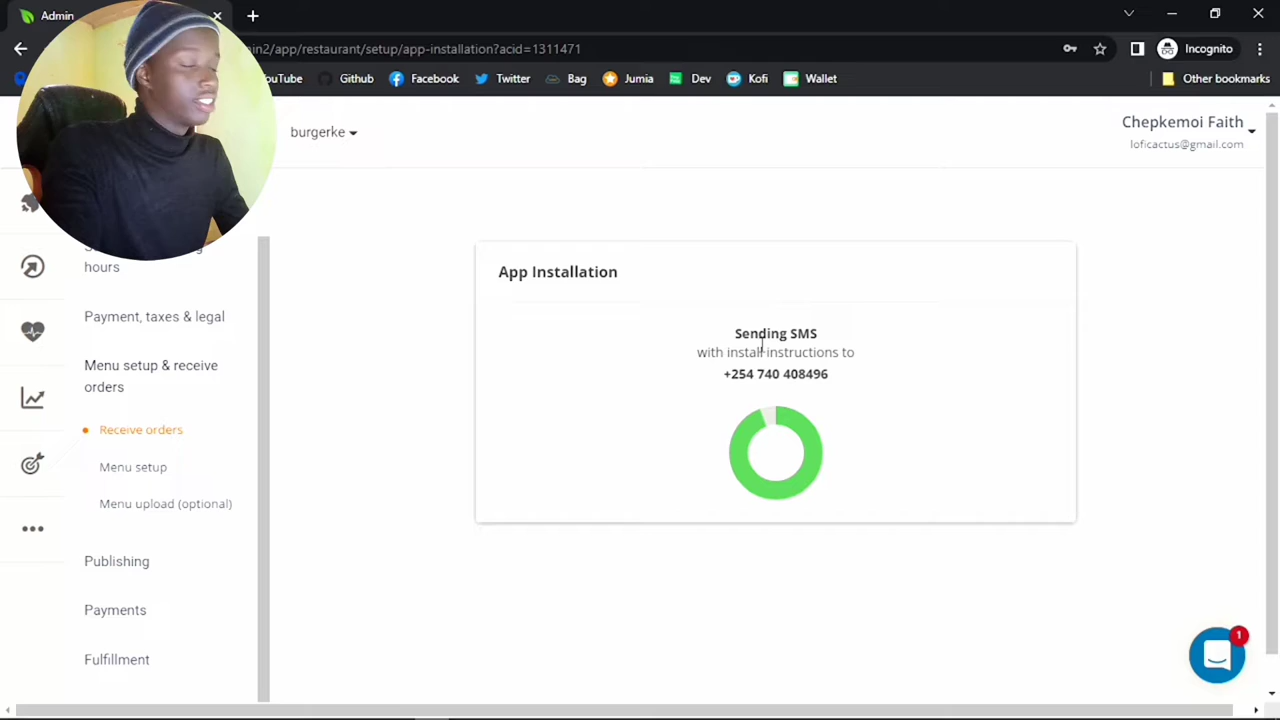 Admin
in2/app/restaurant/setup/app-installation?acid=1311471
Incognito
YouTube
Github
Facebook
Twitter
Bag
Jumia
Dev
Kofi
Wallet
Other bookmarks
burgerke
Chepkemoi Faith
loficactus@gmail.com
hours
Payment, taxes & legal
Menu setup & receive
orders
Receive orders
Menu setup
Menu upload (optional)
Publishing
Payments
Fulfillment
App Installation
Sending SMS
with install instructions to
+254 740 408496
1